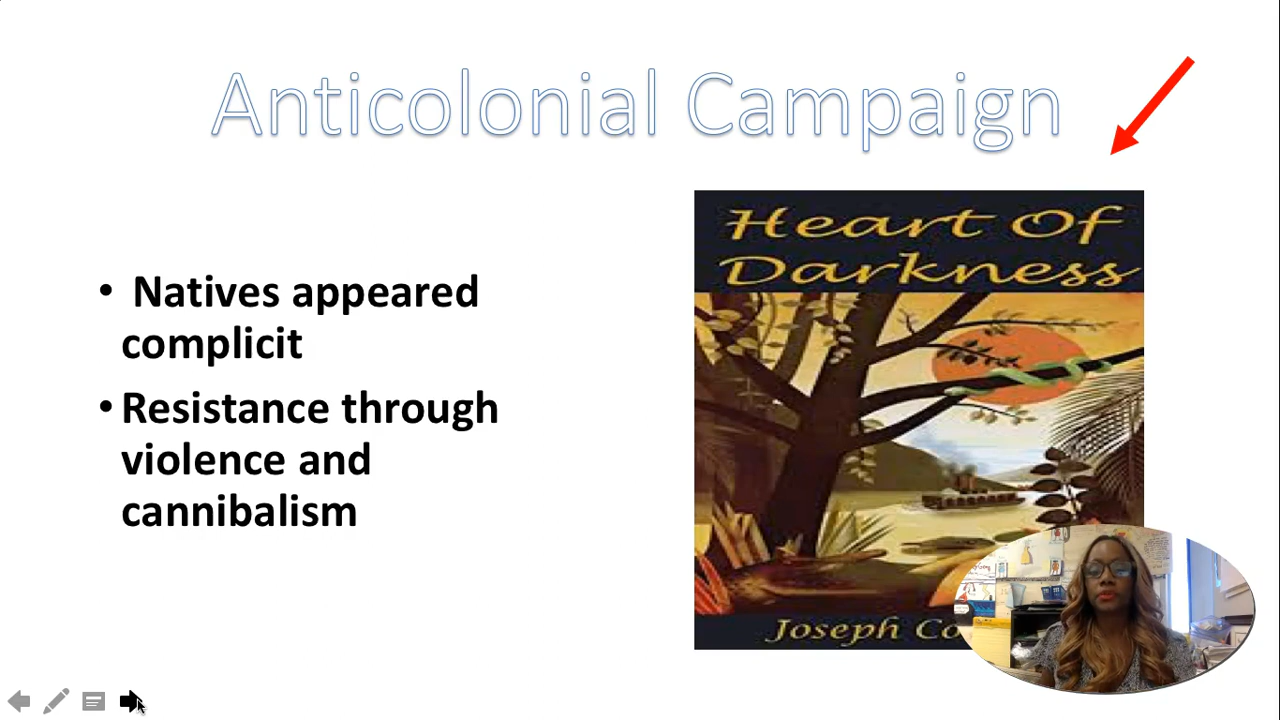 Anticolonial Campaign
• Natives appeared
complicit
• Resistance through
violence and
cannibalism
Heart Of
Darkness
Joseph Co